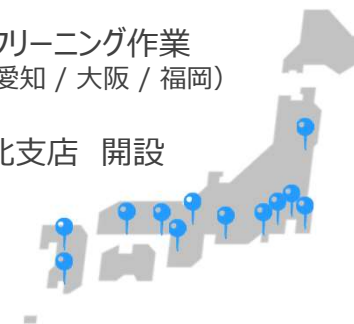 クリーニング作業
愛知 / 大阪 / 福岡）
北支店 開設